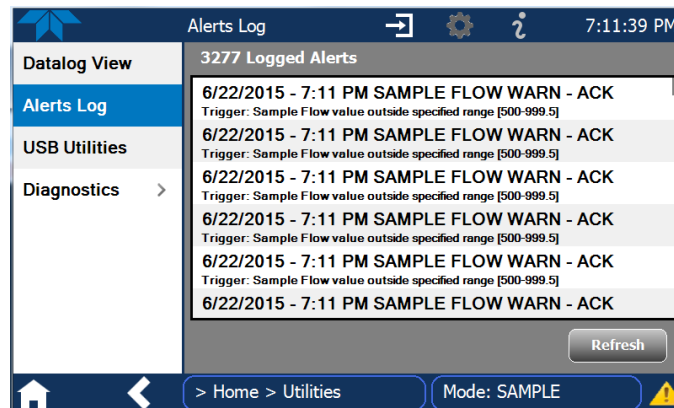 Alerts Log
7:11:39 PM
Datalog View
Alerts Log
USB Utilities
Diagnostics >
3277 Logged Alerts
6/22/2015 - 7:11 PM SAMPLE FLOW WARN - ACK
Trigger: Sample Flow value outside specified range [500-999.5]
6/22/2015 - 7:11 PM SAMPLE FLOW WARN - ACK
Trigger: Sample Flow value outside specified range [500-999.5]
6/22/2015 - 7:11 PM SAMPLE FLOW WARN - ACK
Trigger: Sample Flow value outside specified range [500-999.5]
6/22/2015 - 7:11 PM SAMPLE FLOW WARN - ACK
Trigger: Sample Flow value outside specified range [500-999.5]
6/22/2015 - 7:11 PM SAMPLE FLOW WARN - ACK
Trigger: Sample Flow value outside specified range [500-999.5]
6/22/2015 - 7:11 PM SAMPLE FLOW WARN - ACK
Refresh
> Home > Utilities
Mode: SAMPLE